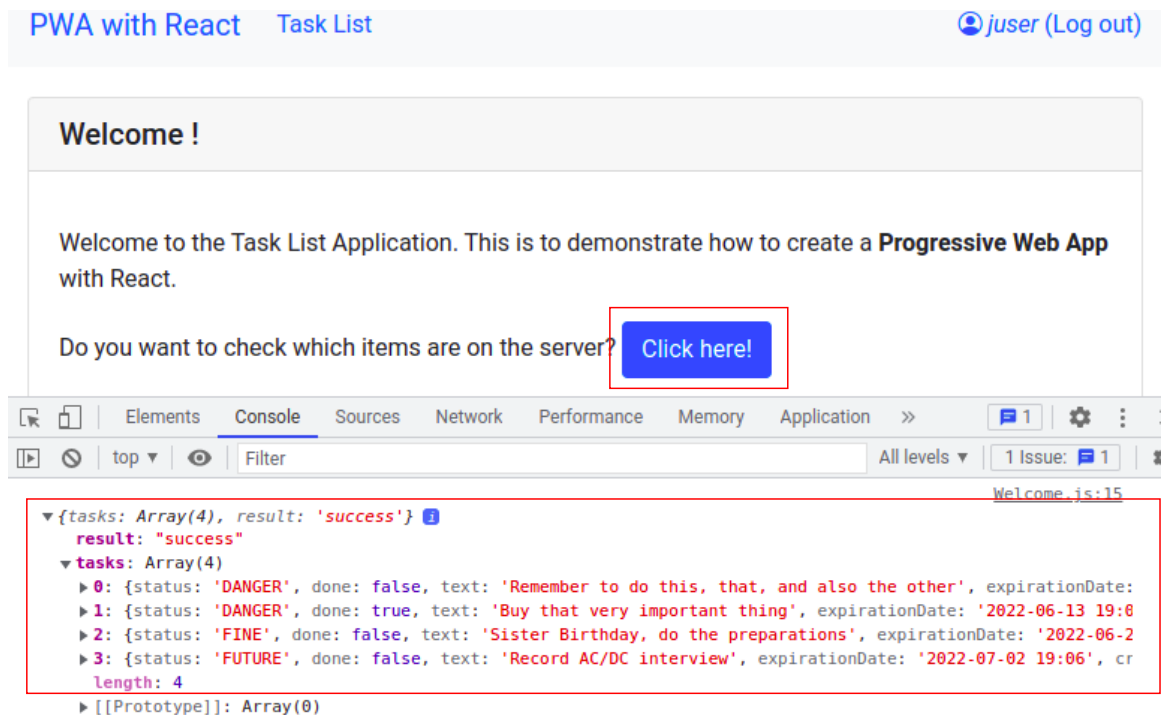 PWA with React Task List juser (Log out)
Welcome !
Welcome to the Task List Application. This is to demonstrate how to create a Progressive Web App
with React.
Do you want to check which items are on the server? Click here!
Elements Console Sources Network Performance Memory Application » 1
top ▼ Filter All levels ▼ 1 Issue: 1
Welcome.js:15
▼{tasks: Array(4), result: 'success'} i
result: "success"
▼tasks: Array(4)
▶0: {status: 'DANGER', done: false, text: 'Remember to do this, that, and also the other', expirationDate:
▶1: {status: 'DANGER', done: true, text: 'Buy that very important thing', expirationDate: '2022-06-13 19:0
▶2: {status: 'FINE', done: false, text: 'Sister Birthday, do the preparations', expirationDate: '2022-06-2
▶3: {status: 'FUTURE', done: false, text: 'Record AC/DC interview', expirationDate: '2022-07-02 19:06', cr
length: 4
▶[[Prototype]]: Array(0)